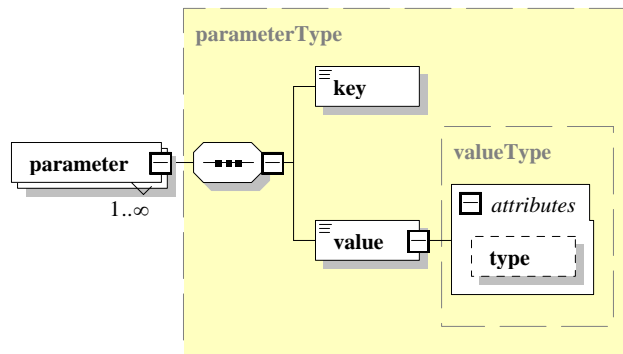 parameterType
key
parameter
1..∞
valueType
attributes
value
type